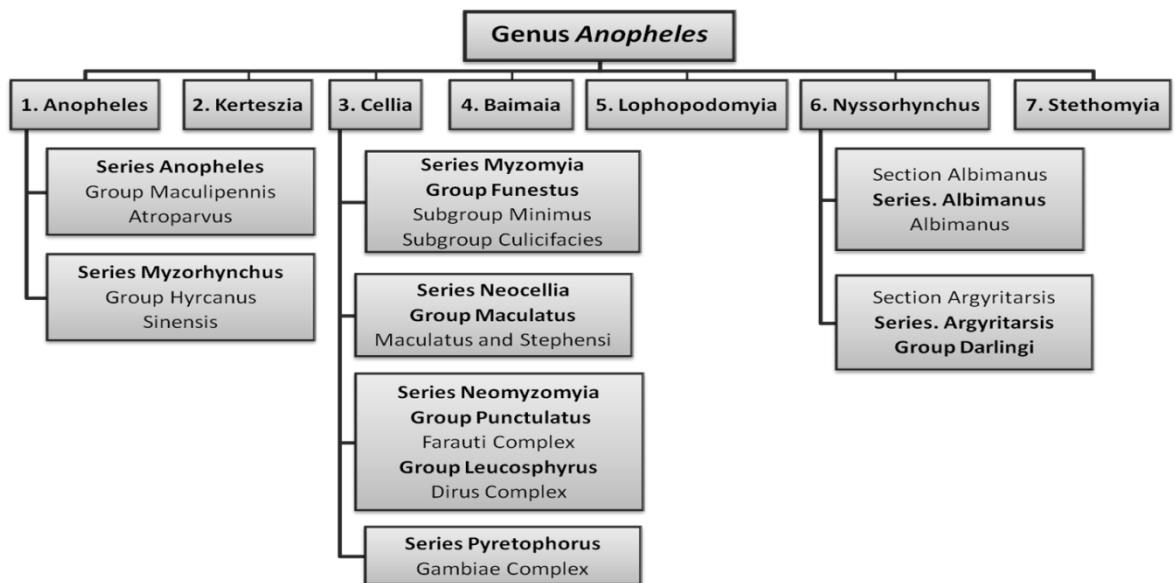 Genus Anopheles
1. Anopheles
2. Kerteszia
3. Cellia
4. Baimaia
5. Lophopodomyia
6. Nyssorhynchus
7. Stethomyia
Series Anopheles
Group Maculipennis
Atroparvus
Series Myzorhynchus
Group Hyrcanus
Sinensis
Series Myzomyia
Group Funestus
Subgroup Minimus
Subgroup Culicifacies
Series Neocellia
Group Maculatus
Maculatus and Stephensi
Series Neomyzomyia
Group Punctulatus
Farauti Complex
Group Leucosphyrus
Dirus Complex
Series Pyretophorus
Gambiae Complex
Section Albimanus
Series. Albimanus
Albimanus
Section Argyritarsis
Series. Argyritarsis
Group Darlingi